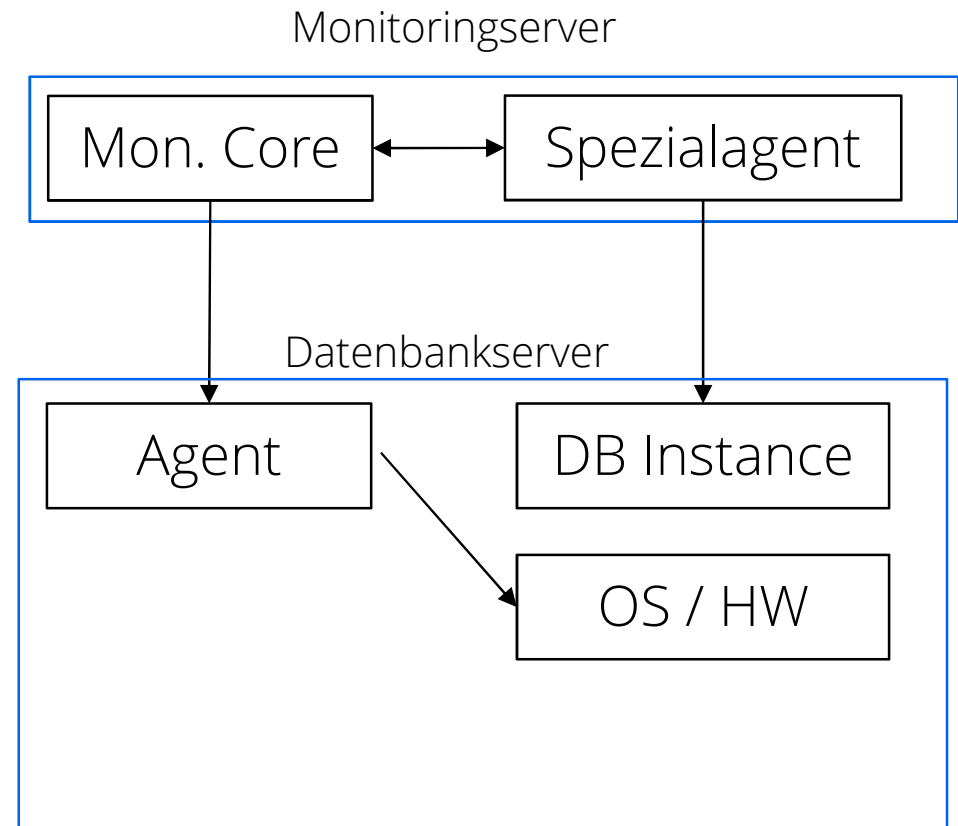 Monitoringserver
Mon. Core
Spezialagent
Datenbankserver
Agent
DB Instance
OS / HW